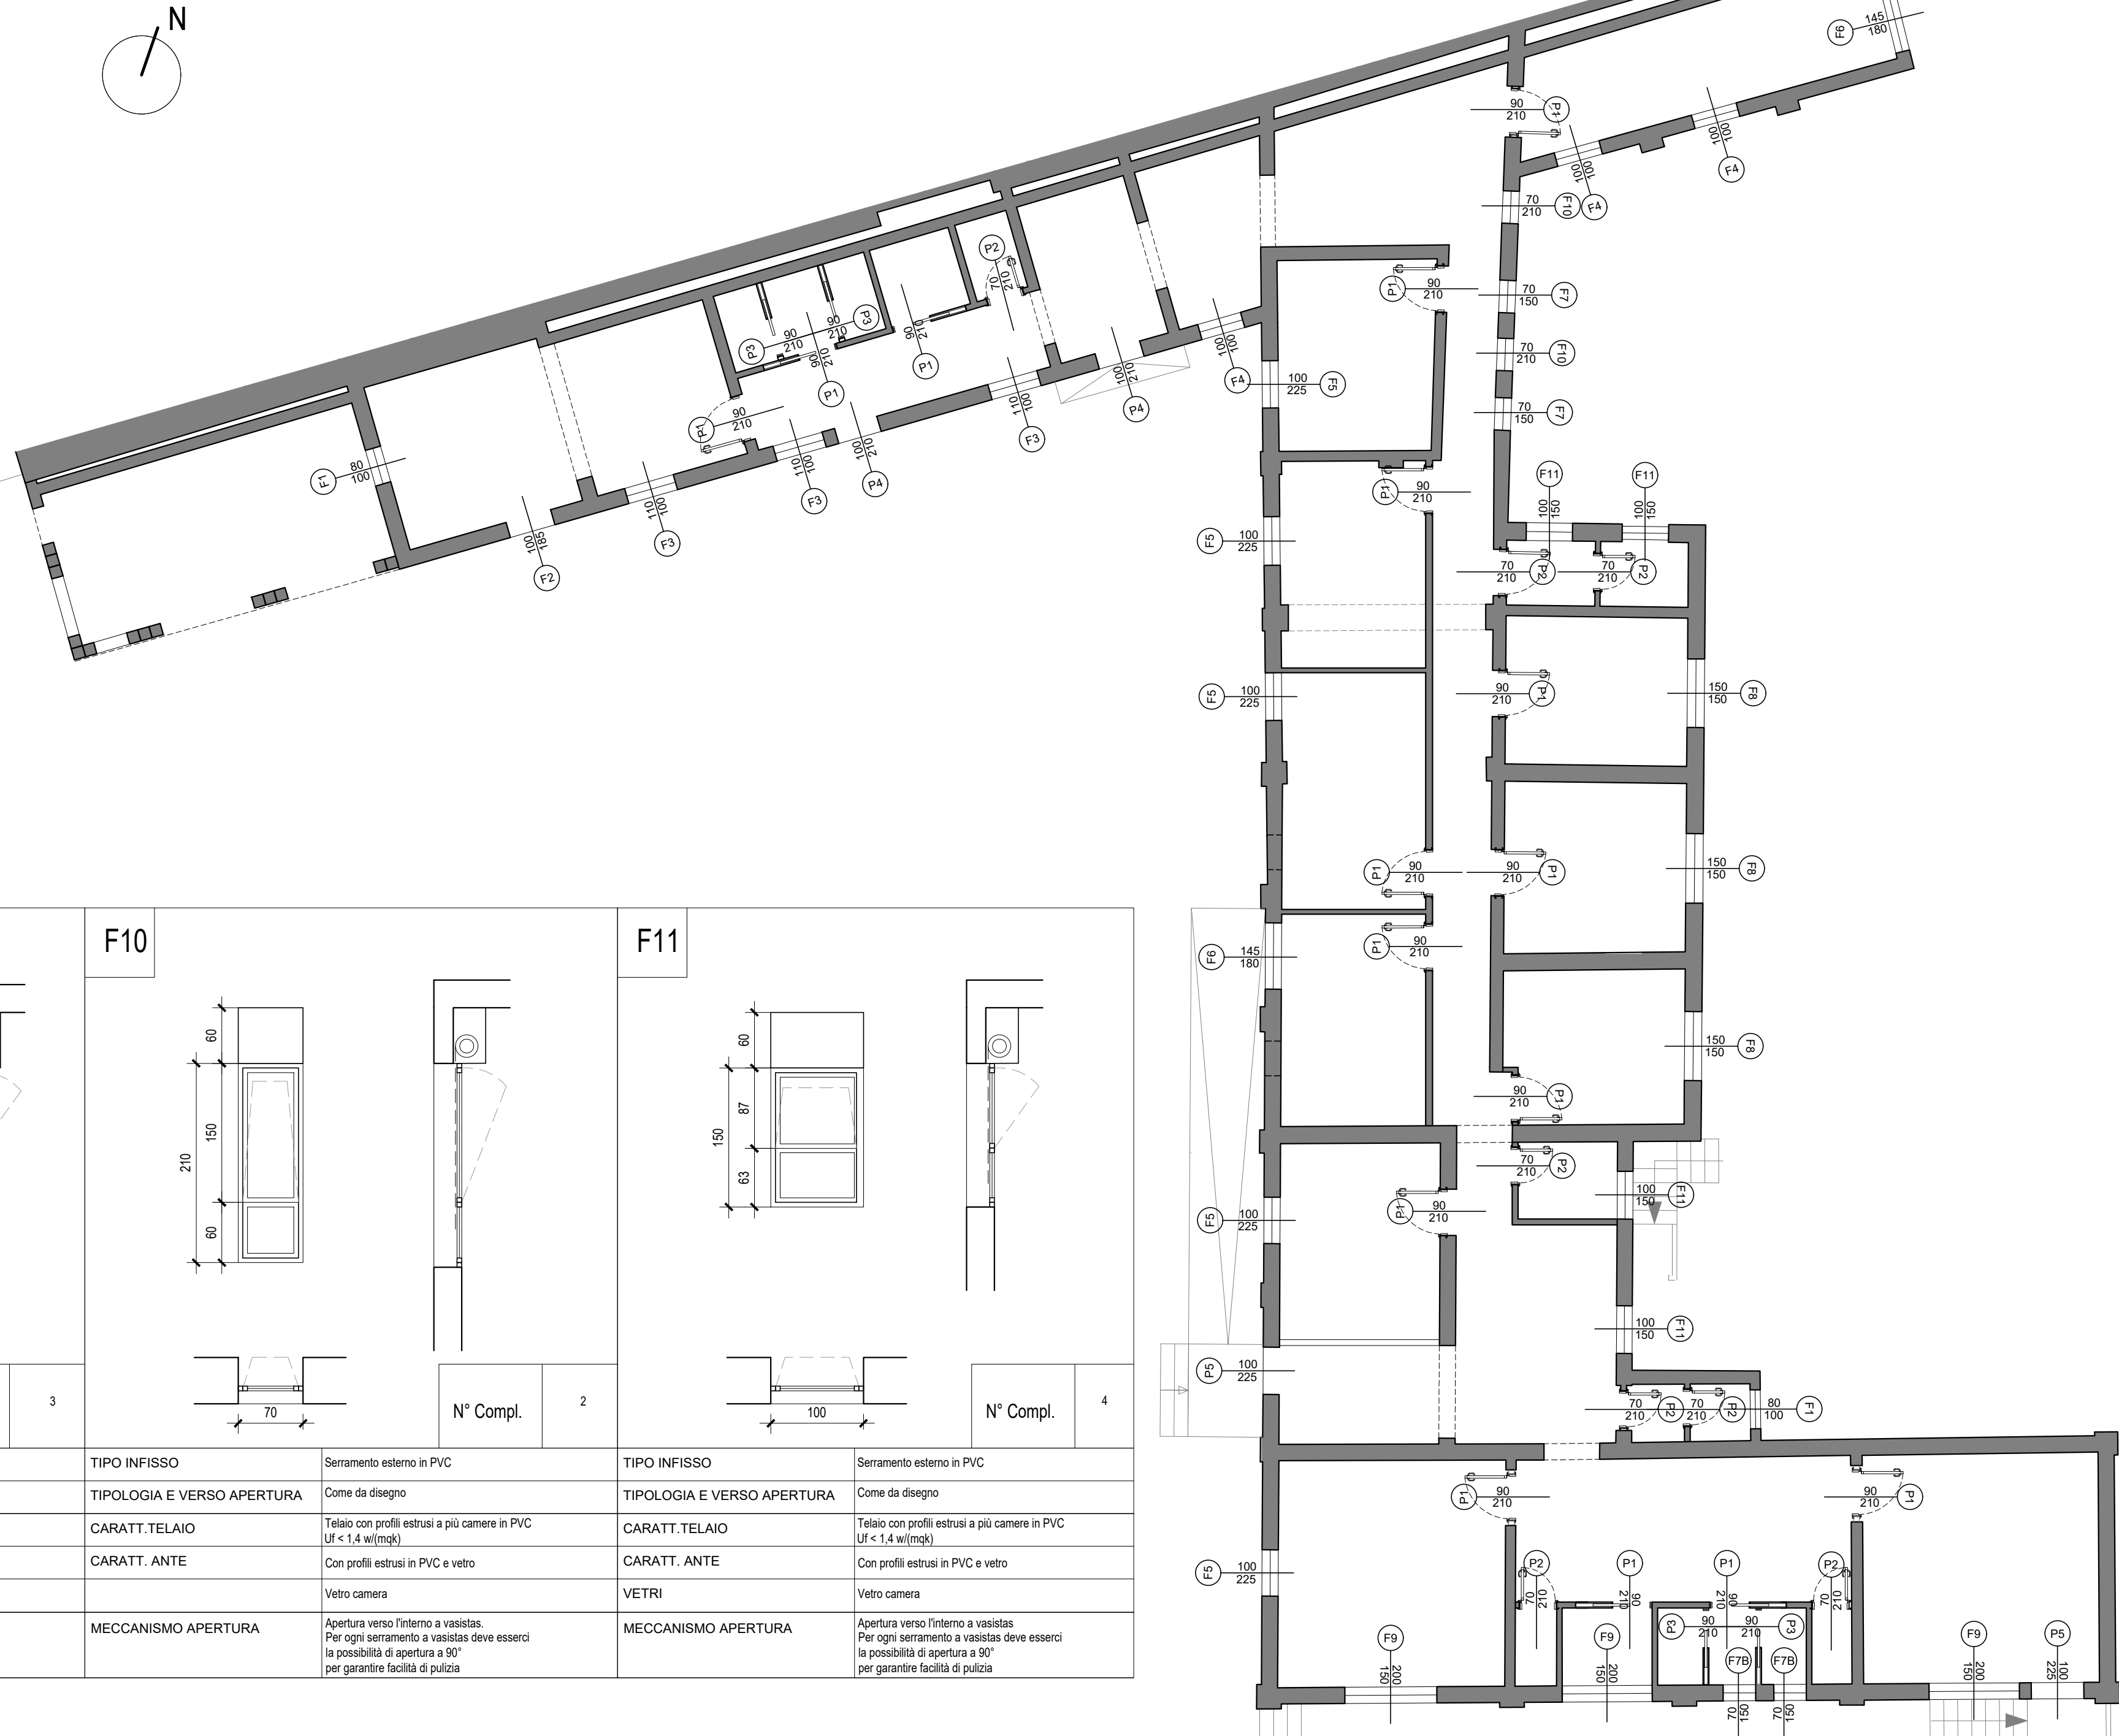 N
F6
145
180
90
210
P1
100
100
F4
100
100
F4
70
210
F10
70
150
F7
70
210
F10
70
150
F7
P2
70
210
P3
90
210
90
210
P3
90
210
P1
90
210
P1
90
210
P1
100
100
F4
100
210
P4
110
100
F3
100
210
P4
110
100
F3
110
100
F3
100
185
F2
F1
80
100
P1
90
210
100
225
F5
P1
90
210
F5
100
225
F11
100
150
F11
100
150
70
210
P2
70
210
P2
F5
100
225
90
210
P1
150
150
F8
P1
90
210
90
210
P1
150
150
F8
P1
90
210
F6
145
180
150
150
F8
90
210
P1
70
210
P2
100
150
F11
P1
90
210
F5
100
225
100
150
F11
P5
100
225
70
210
P2
70
210
P2
80
100
F1
P1
90
210
90
210
P1
F5
100
225
P2
70
210
P1
90
210
P1
90
210
P2
70
210
P3
90
210
90
210
P3
F9
150
200
F9
150
200
F7B
70
150
F7B
70
150
F9
150
200
P5
225
100
3
F10
60
210
150
60
70
N° Compl.
2
TIPO INFISSO
Serramento esterno in PVC
TIPOLOGIA E VERSO APERTURA
Come da disegno
CARATT.TELAIO
Telaio con profili estrusi a più camere in PVC
Uf < 1,4 w/(mqk)
CARATT. ANTE
Con profili estrusi in PVC e vetro
Vetro camera
MECCANISMO APERTURA
Apertura verso l'interno a vasistas.
Per ogni serramento a vasistas deve esserci
la possibilità di apertura a 90°
per garantire facilità di pulizia
F11
60
150
87
63
100
N° Compl.
4
TIPO INFISSO
Serramento esterno in PVC
TIPOLOGIA E VERSO APERTURA
Come da disegno
CARATT.TELAIO
Telaio con profili estrusi a più camere in PVC
Uf < 1,4 w/(mqk)
CARATT. ANTE
Con profili estrusi in PVC e vetro
VETRI
Vetro camera
MECCANISMO APERTURA
Apertura verso l'interno a vasistas
Per ogni serramento a vasistas deve esserci
la possibilità di apertura a 90°
per garantire facilità di pulizia